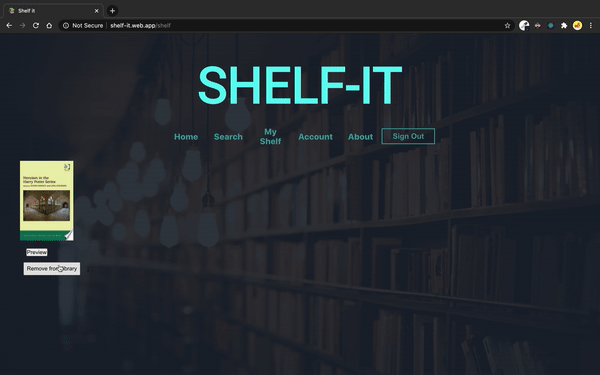 Shelf it
Not Secure
shelf-it.web.app/shelf
SHELF-IT
Home
Search
My
Shelf
Account
About
Sign Out
Heroism in the
Harry Potter Series
Preview
Remove from Library